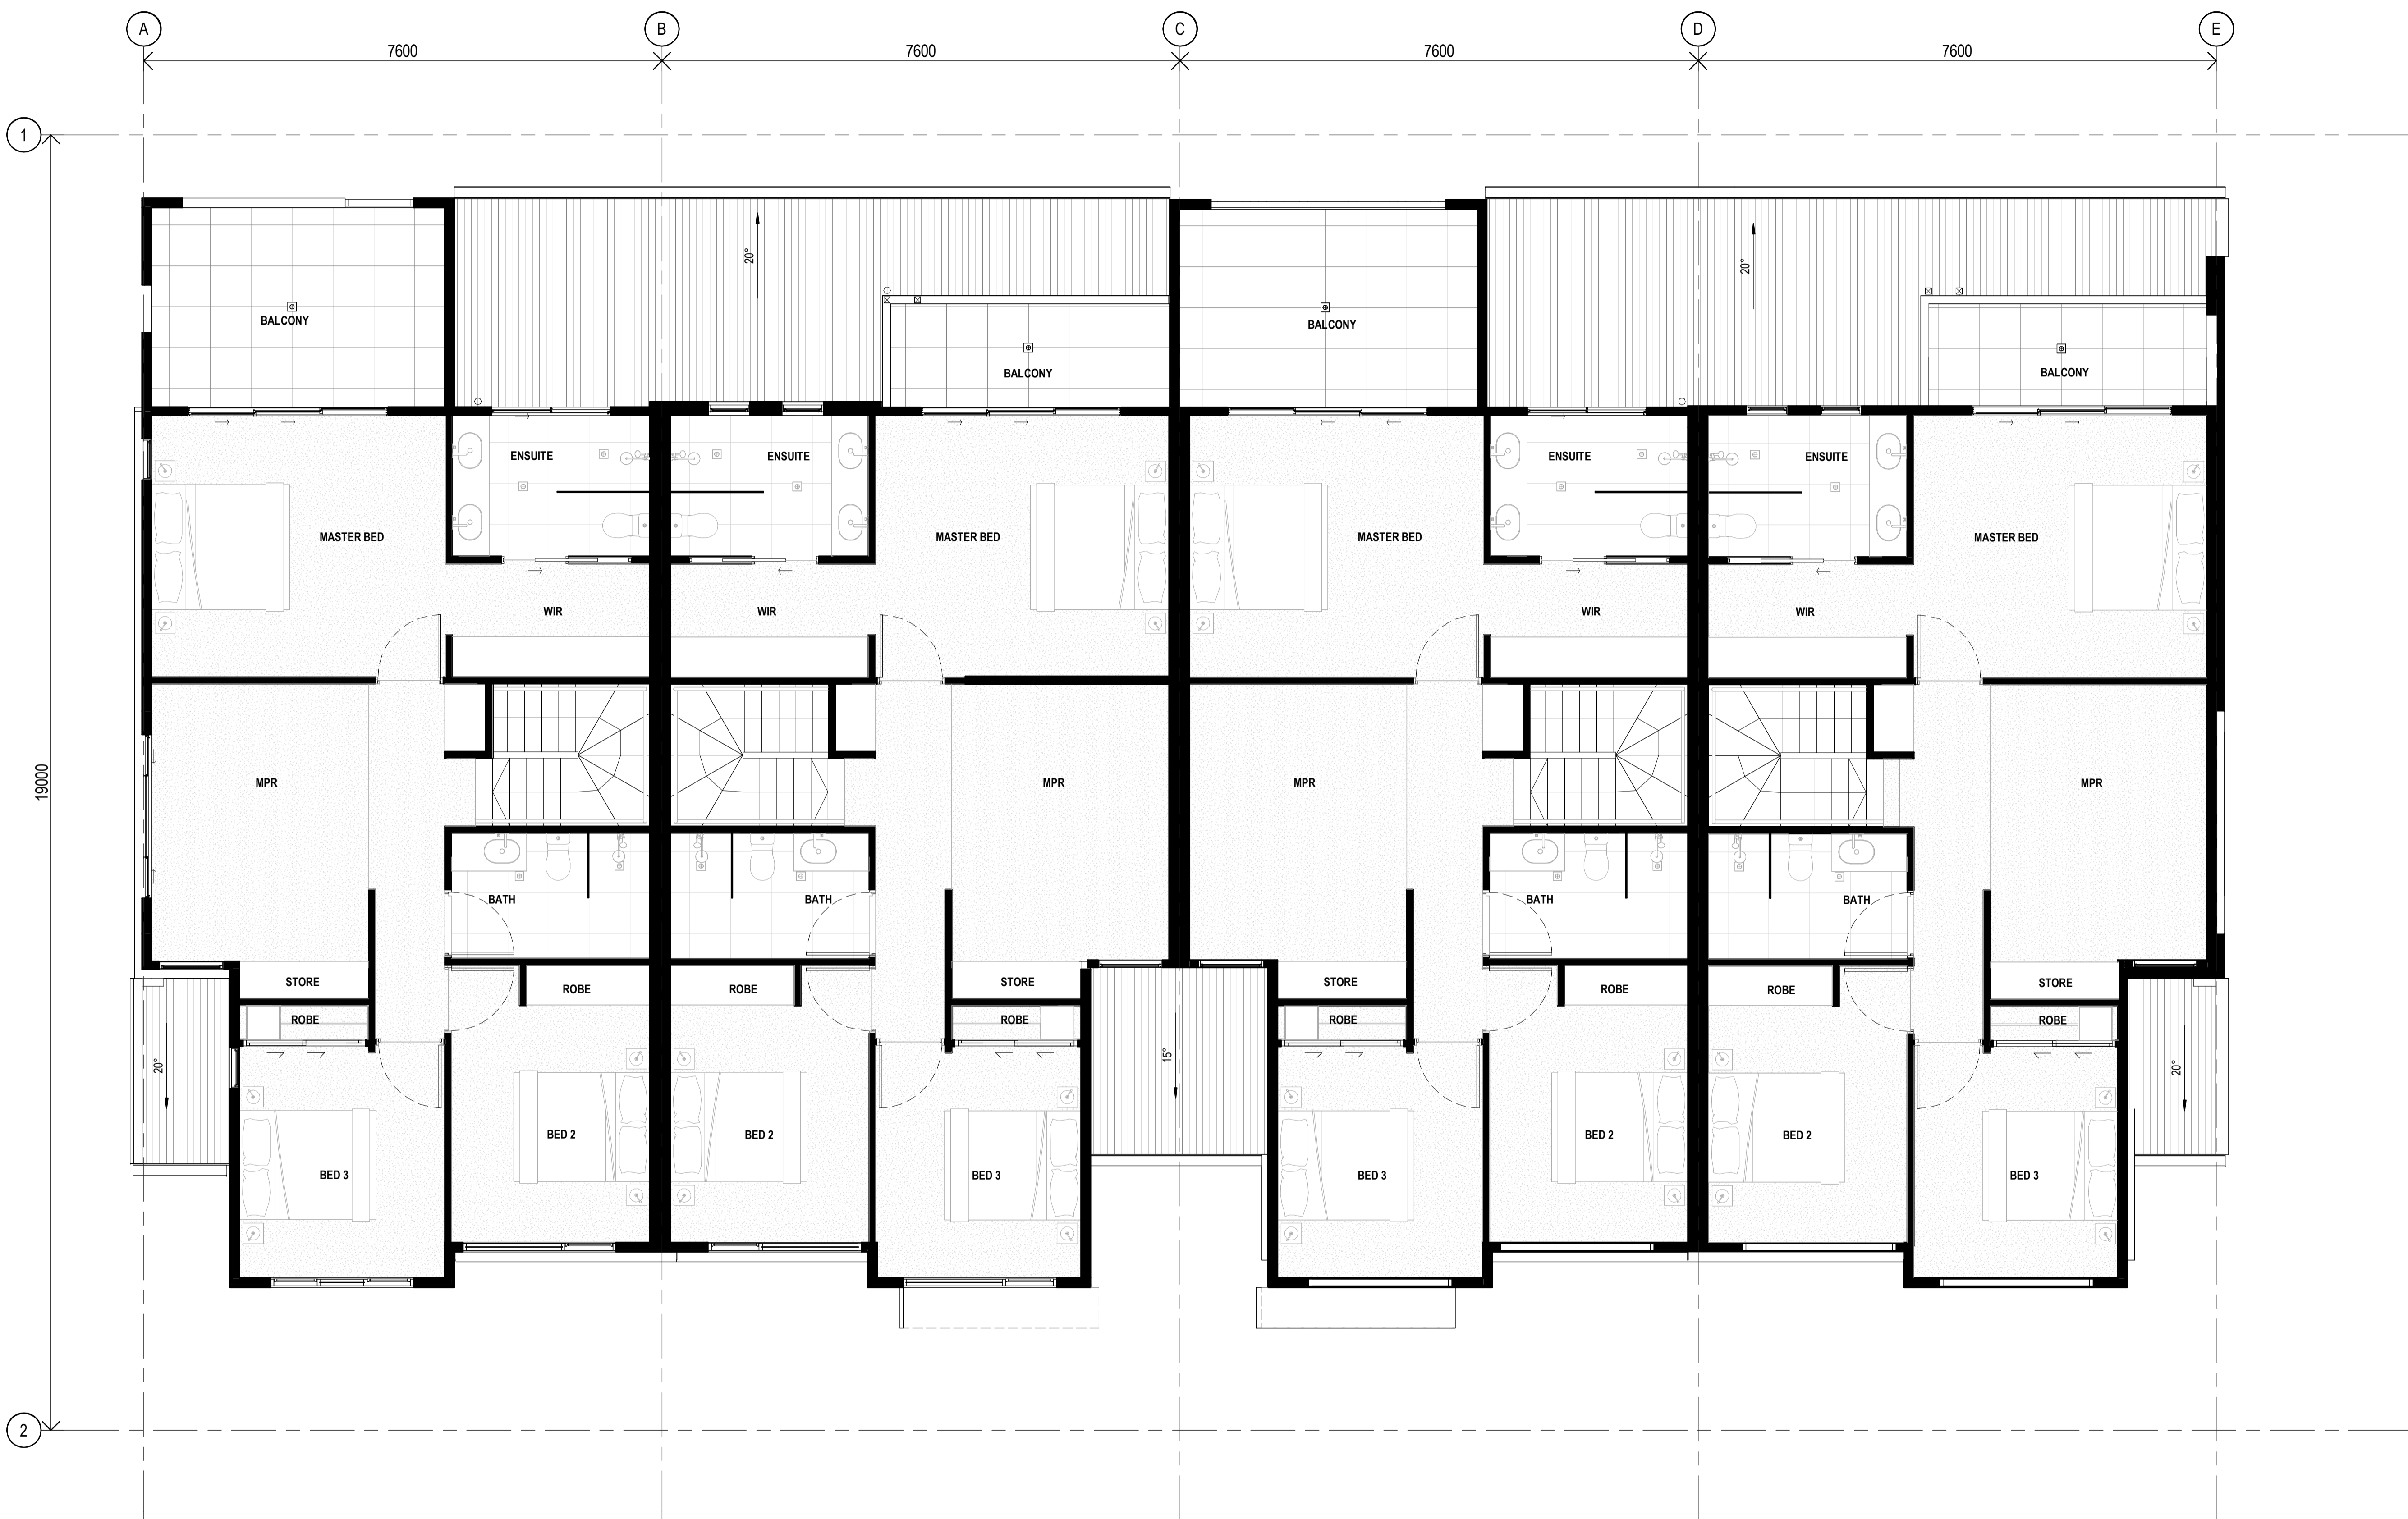 A
B
C
D
E
7600
7600
7600
7600
1
20°
20°
BALCONY
BALCONY
BALCONY
BALCONY
ENSUITE
ENSUITE
ENSUITE
ENSUITE
MASTER BED
MASTER BED
MASTER BED
MASTER BED
WIR
WIR
WIR
WIR
19000
MPR
MPR
MPR
MPR
BATH
BATH
BATH
BATH
STORE
ROBE
ROBE
STORE
STORE
ROBE
ROBE
STORE
ROBE
ROBE
ROBE
ROBE
20°
15°
20°
BED 2
BED 2
BED 2
BED 2
BED 3
BED 3
BED 3
BED 3
2